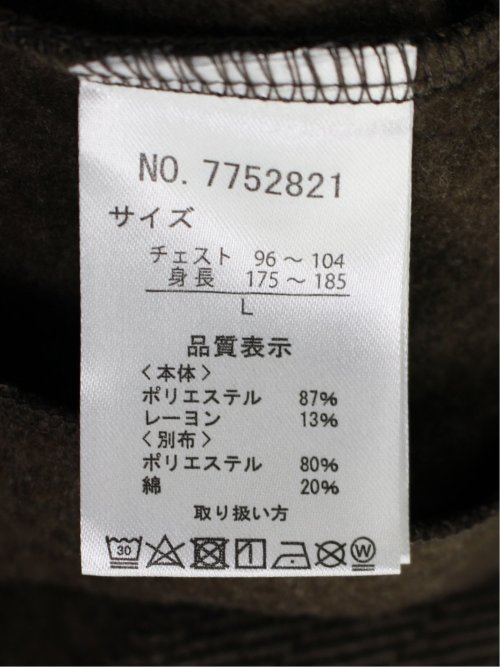 NO. 7752821
サイズ
チェスト 96 ～ 104
身長 175 ～ 185
L
品質表示
〈本体〉
ポリエステル 87%
レーヨン 13%
〈別布〉
ポリエステル 80%
綿 20%
取り扱い方
30
W